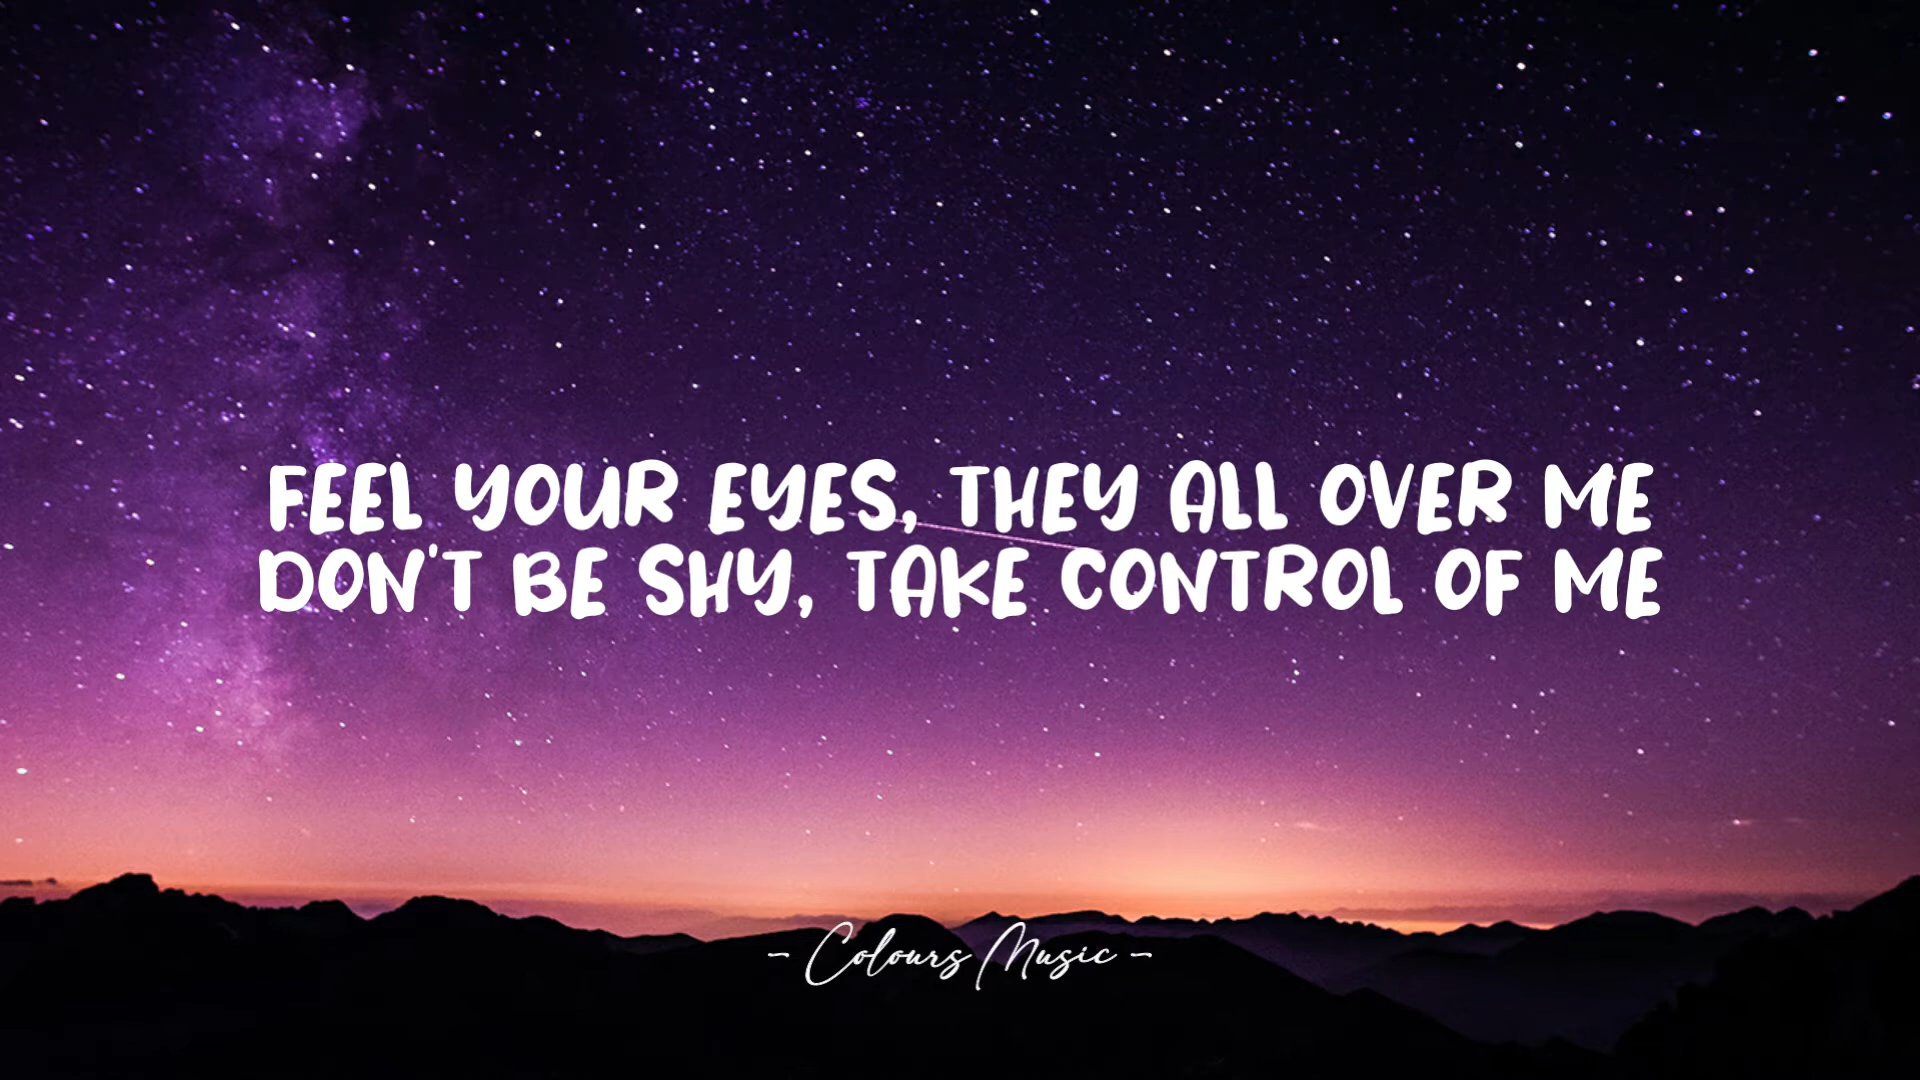 FEEL YOUR EYES, THEY ALL OVER ME
DON'T BE SHY, TAKE CONTROL OF ME
- Colours Music -